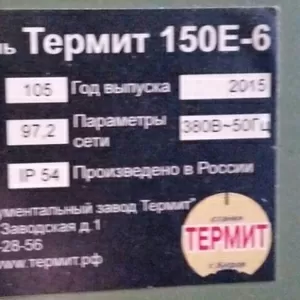 ль Термит 150Е-6
105 Год выпуска 2015
97,2 Параметры сети 380В~50Гц
IP 54 Произведено в России
ументальный завод Термит"
Заводская д.1
-28-56
w.термит.рф
станки
ТЕРМИТ
г. Киров